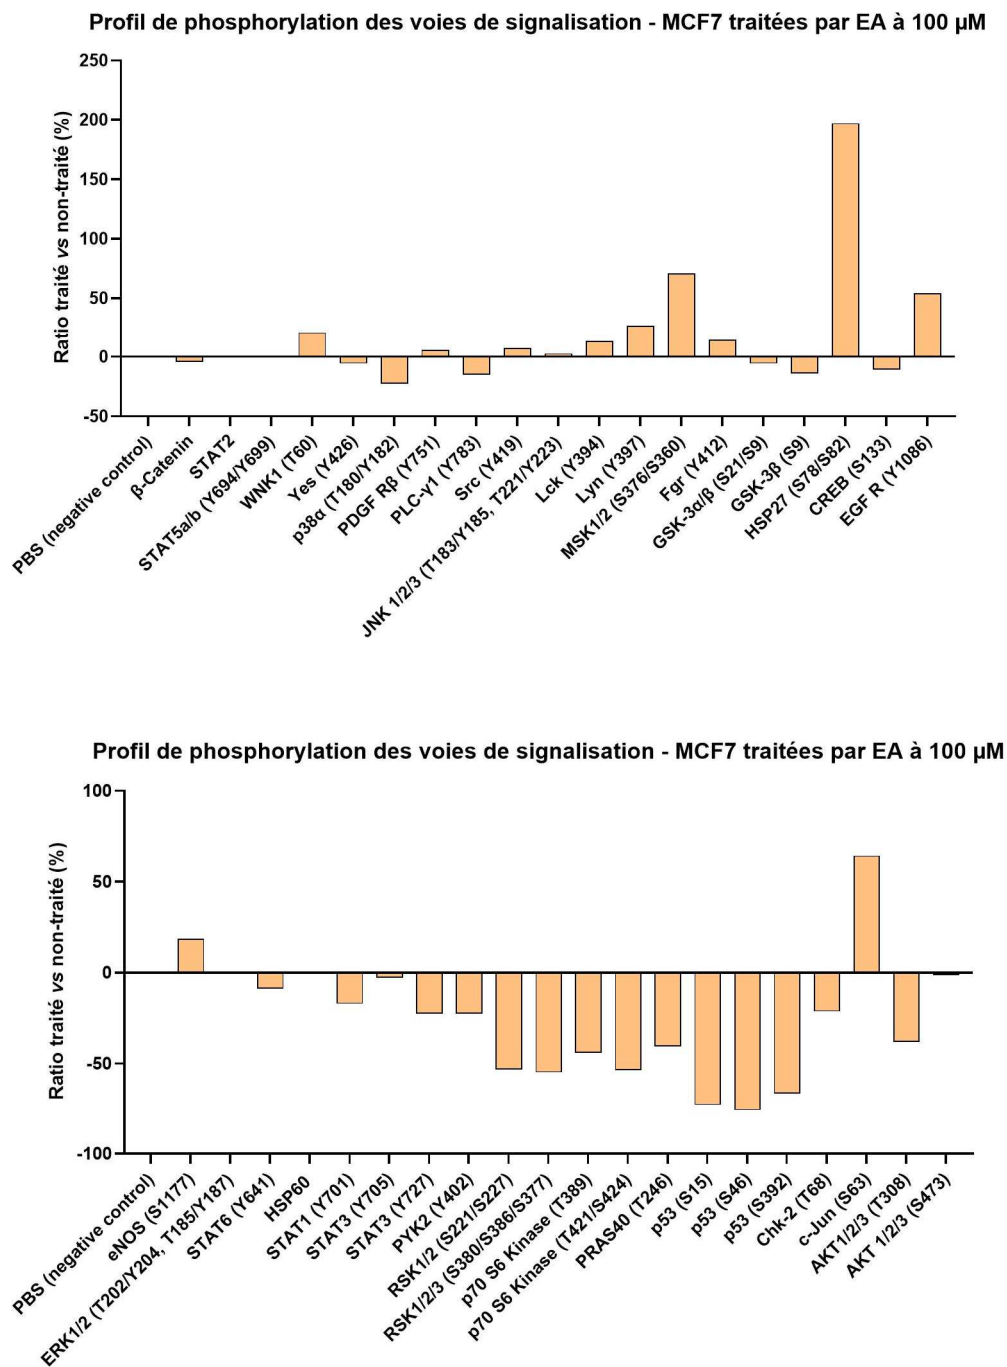 Profil de phosphorylation des voies de signalisation - MCF7 traitées par EA à 100 µM
Ratio traité vs non-traité (%)
250
200
150
100
50
0
-50
PBS (negative control)
β-Catenin
STAT2
STAT5a/b (Y694/Y699)
WNK1 (T60)
Yes (Y426)
p38α (T180/Y182)
PDGF Rβ (Y751)
PLC-γ1 (Y783)
Src (Y419)
JNK 1/2/3 (T183/Y185, T221/Y223)
Lck (Y394)
Lyn (Y397)
MSK1/2 (S376/S360)
Fgr (Y412)
GSK-3α/β (S21/S9)
GSK-3β (S9)
HSP27 (S78/S82)
CREB (S133)
EGF R (Y1086)
Profil de phosphorylation des voies de signalisation - MCF7 traitées par EA à 100 µM
Ratio traité vs non-traité (%)
100
50
0
-50
-100
PBS (negative control)
eNOS (S1177)
ERK1/2 (T202/Y204, T185/Y187)
STAT6 (Y641)
HSP60
STAT1 (Y701)
STAT3 (Y705)
STAT3 (Y727)
PYK2 (Y402)
RSK1/2 (S221/S227)
RSK1/2/3 (S380/S386/S377)
p70 S6 Kinase (T389)
p70 S6 Kinase (T421/S424)
PRAS40 (T246)
p53 (S15)
p53 (S46)
p53 (S392)
Chk-2 (T68)
c-Jun (S63)
AKT1/2/3 (T308)
AKT 1/2/3 (S473)